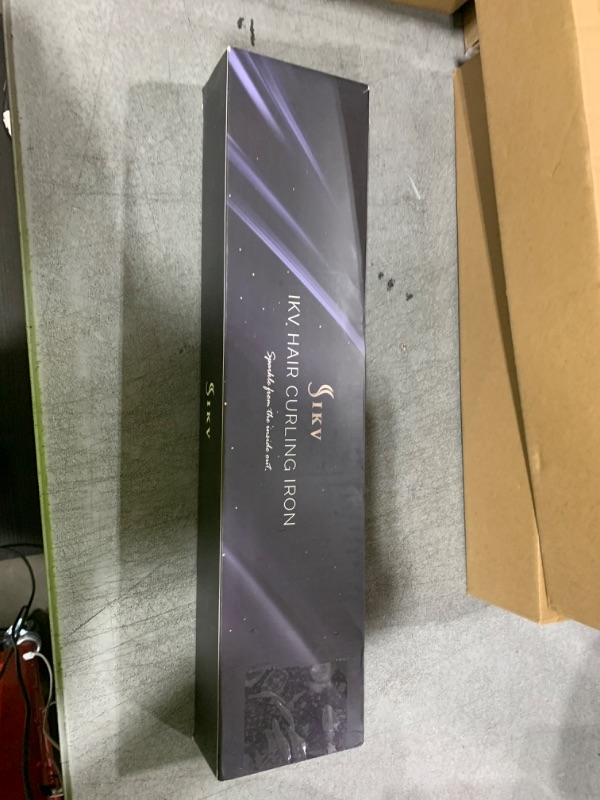 IKV
IKV HAIR CURLING IRON
Sparkle from the inside out.
IKV